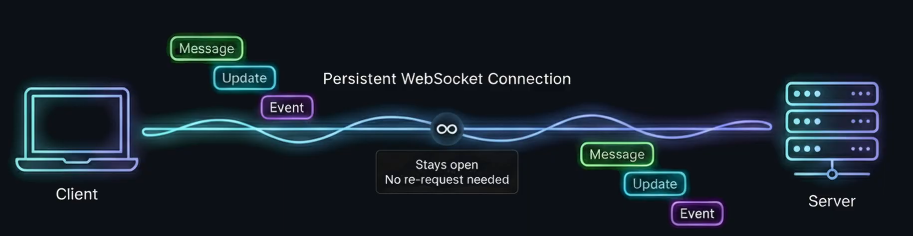 Message
Update
Event
Persistent WebSocket Connection
Stays open
No re-request needed
Message
Update
Event
Client
Server